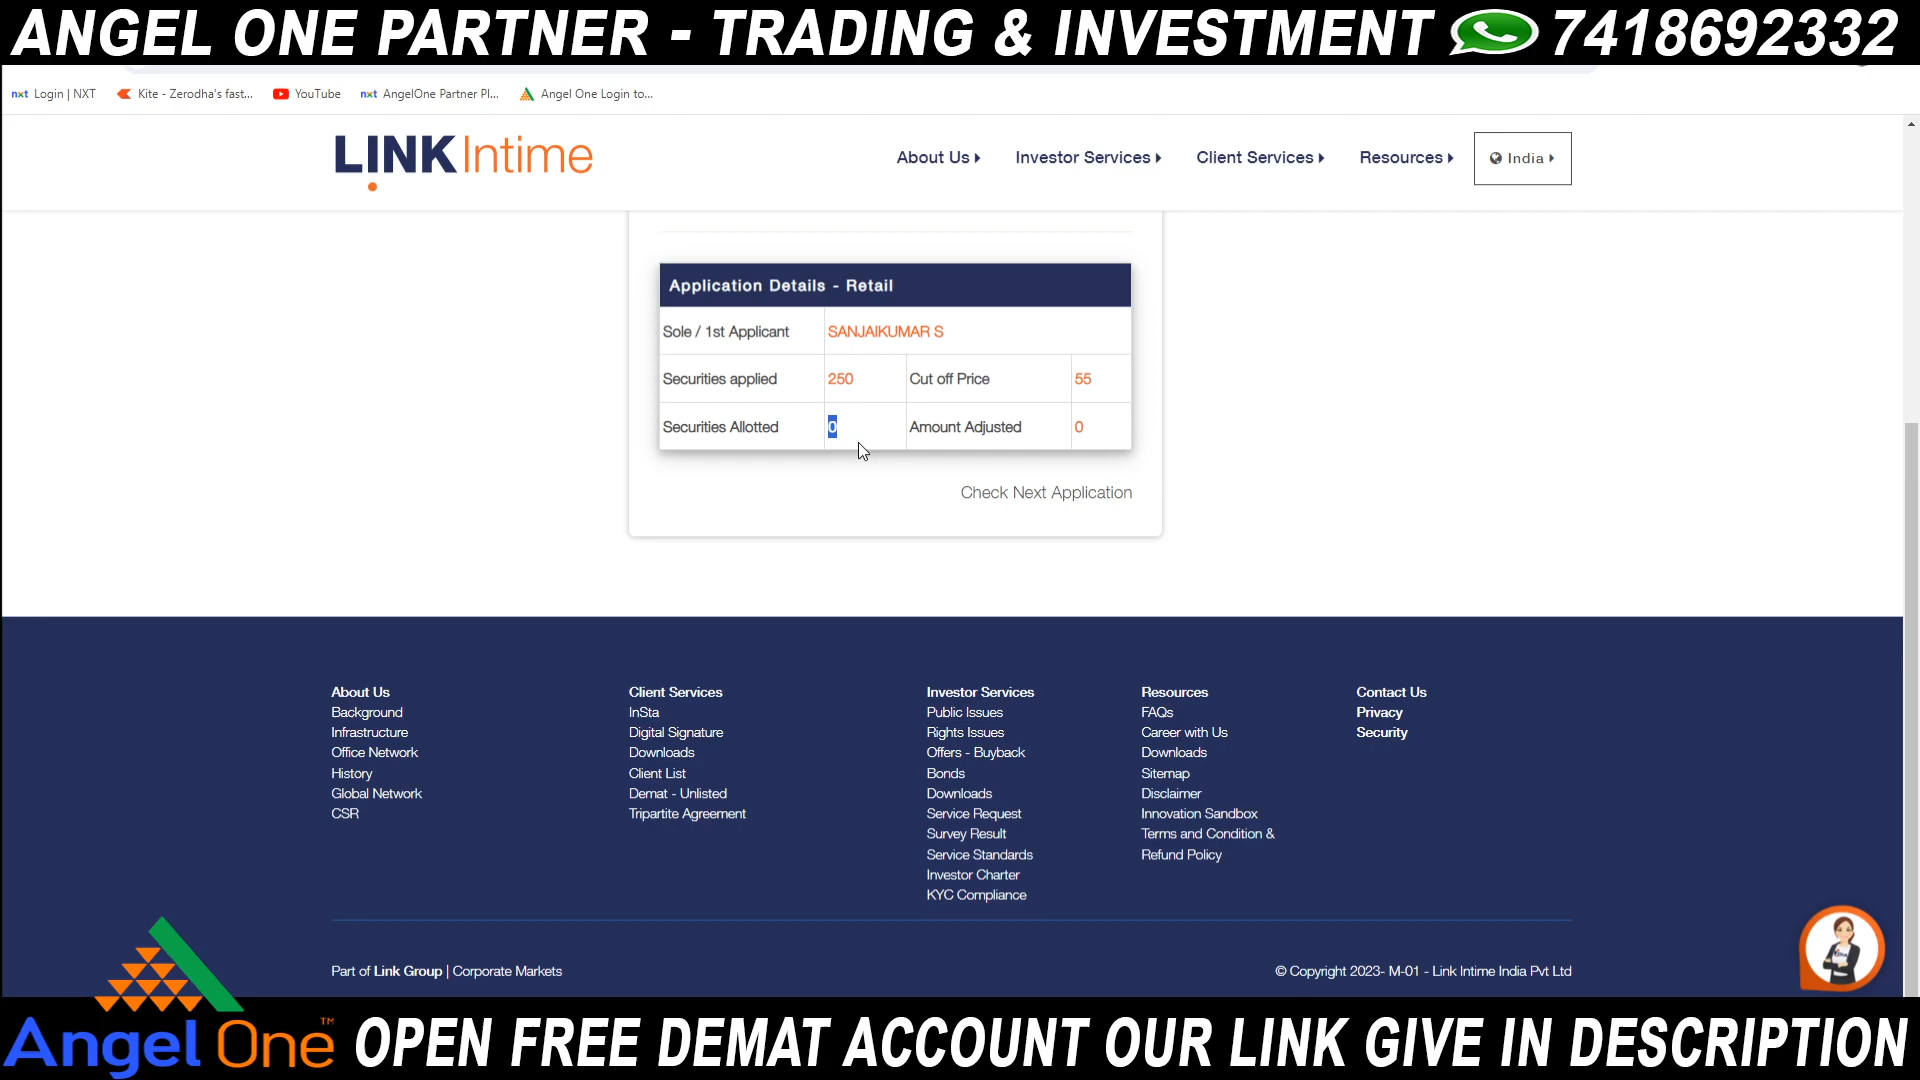 ANGEL ONE PARTNER - TRADING & INVESTMENT 7418692332
nxt Login | NXT Kite - Zerodha's fast... YouTube nxt AngelOne Partner Pl... Angel One Login to...
LINK Intime
About Us Investor Services Client Services Resources India
Application Details - Retail
Sole / 1st Applicant SANJAIKUMAR S
Securities applied 250 Cut off Price 55
Securities Allotted 0 Amount Adjusted 0
Check Next Application
About Us
Background
Infrastructure
Office Network
History
Global Network
CSR
Client Services
InSta
Digital Signature
Downloads
Client List
Demat - Unlisted
Tripartite Agreement
Investor Services
Public Issues
Rights Issues
Offers - Buyback
Bonds
Downloads
Service Request
Survey Result
Service Standards
Investor Charter
KYC Compliance
Resources
FAQs
Career with Us
Downloads
Sitemap
Disclaimer
Innovation Sandbox
Terms and Condition &
Refund Policy
Contact Us
Privacy
Security
Part of Link Group | Corporate Markets
© Copyright 2023- M-01 - Link Intime India Pvt Ltd
Angel One™ OPEN FREE DEMAT ACCOUNT OUR LINK GIVE IN DESCRIPTION